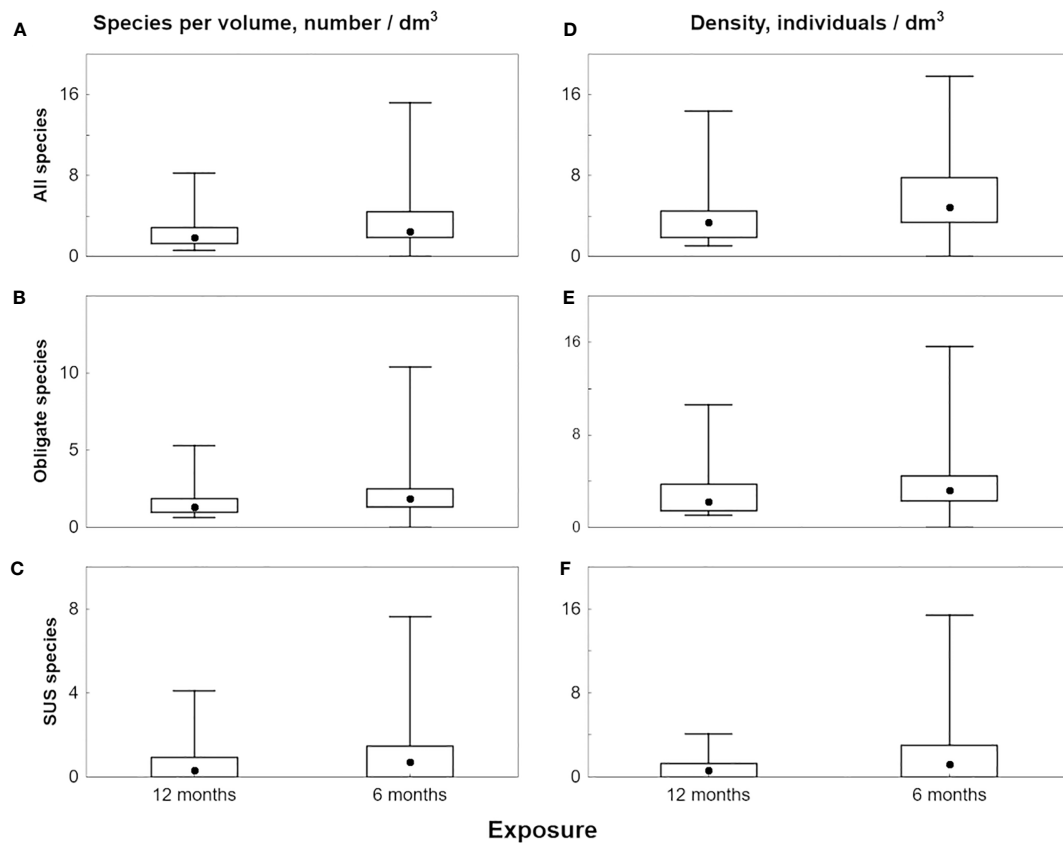 A
Species per volume, number / dm³
D
Density, individuals / dm³
All species
16
8
0
16
8
0
B
E
Obligate species
10
5
0
16
8
0
C
F
SUS species
8
4
0
16
8
0
12 months
6 months
12 months
6 months
Exposure